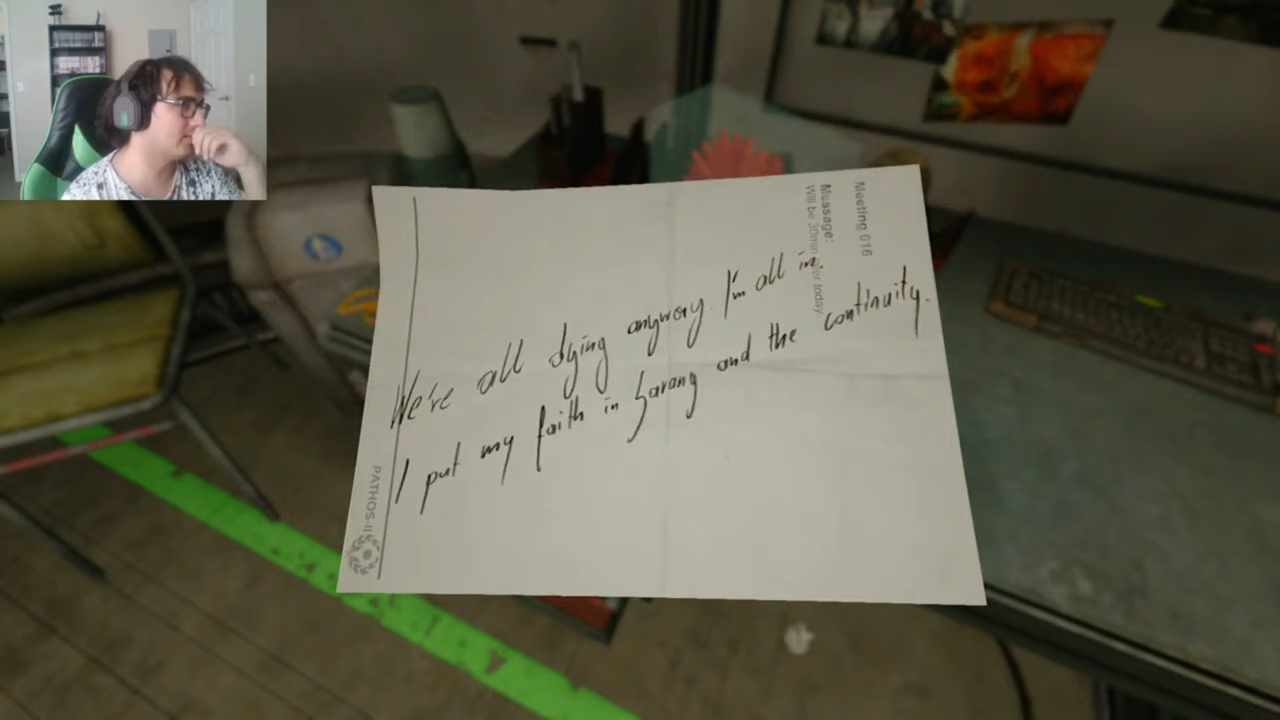 Meeting 016
Message:
Will be 30min later today
We're all dying anyway. I'm all in.
I put my faith in Sarang and the continuity.
PATHOS-II